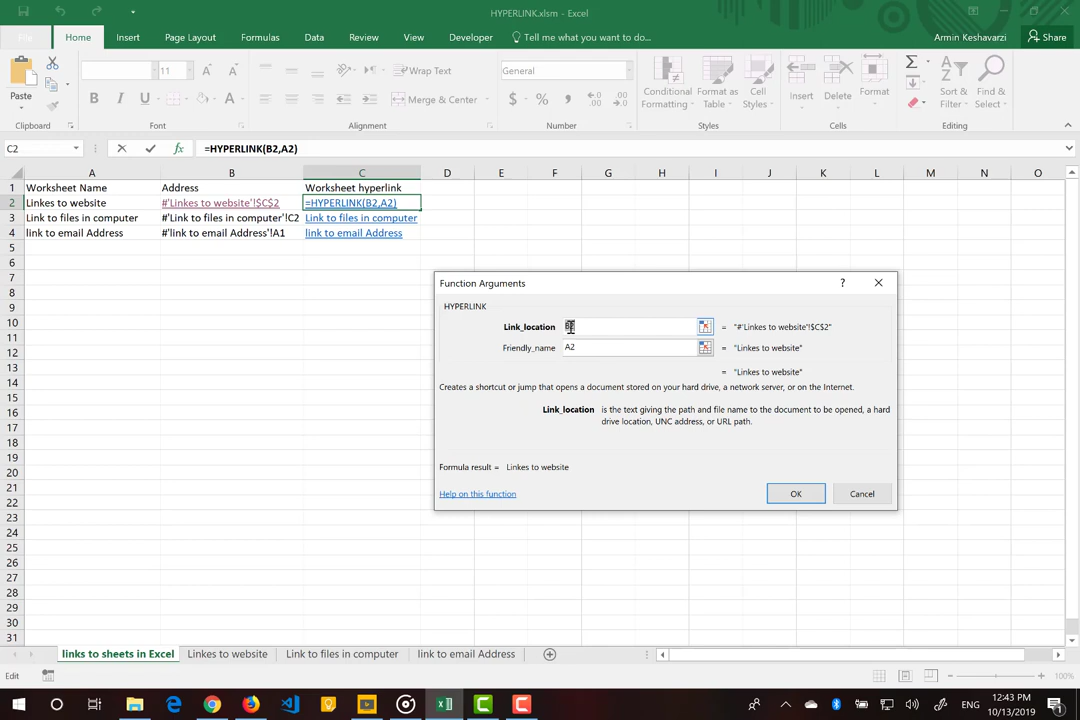 HYPERLINK.xlsm - Excel
File Home Insert Page Layout Formulas Data Review View Developer Tell me what you want to do... Armin Keshavarzi Share
Paste
11
Wrap Text
General
Conditional Formatting
Format as Table
Cell Styles
Insert
Delete
Format
Sort & Filter
Find & Select
B I U A Merge & Center $ % ,
Clipboard Font Alignment Number Styles Cells Editing
C2 fx =HYPERLINK(B2,A2)
A B C D E F G H I J K L M N O
1 Worksheet Name Address Worksheet hyperlink
2 Linkes to website #'Linkes to website'!$C$2 =HYPERLINK(B2,A2)
3 Link to files in computer #'Link to files in computer'!C2 Link to files in computer
4 link to email Address #'link to email Address'!A1 link to email Address
5
6
7
8
9
10
11
12
13
14
15
16
17
18
19
20
21
22
23
24
25
26
27
28
29
30
31
Function Arguments ?
HYPERLINK
Link_location = "#'Linkes to website'!$C$2"
Friendly_name A2 = "Linkes to website"
= "Linkes to website"
Creates a shortcut or jump that opens a document stored on your hard drive, a network server, or on the Internet.
Link_location is the text giving the path and file name to the document to be opened, a hard
drive location, UNC address, or URL path.
Formula result = Linkes to website
Help on this function OK Cancel
links to sheets in Excel Linkes to website Link to files in computer link to email Address
Edit 100%
ENG 12:43 PM
10/13/2019